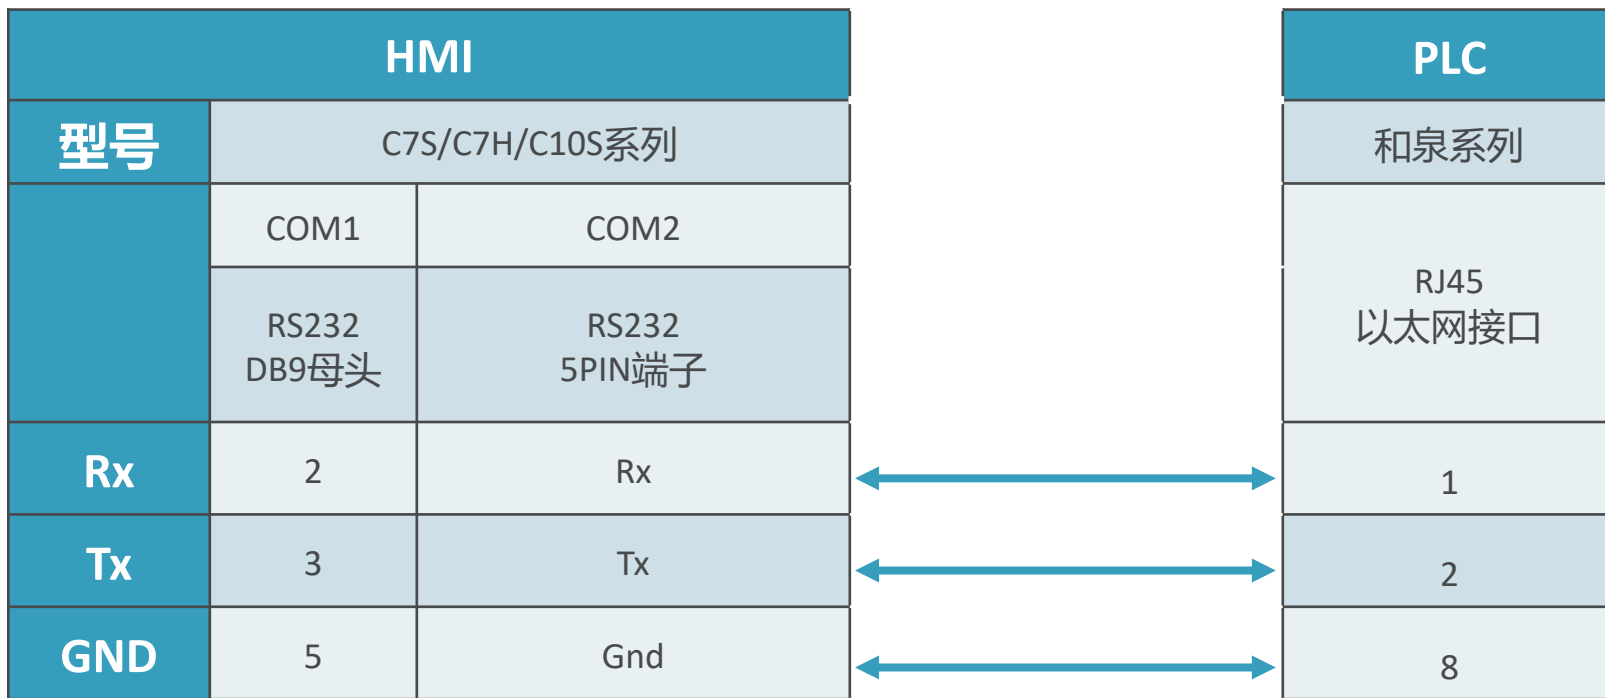 HMI
PLC
型号
C7S/C7H/C10S系列
和泉系列
COM1
COM2
RS232
DB9母头
RS232
5PIN端子
RJ45
以太网接口
Rx
2
Rx
1
Tx
3
Tx
2
GND
5
Gnd
8